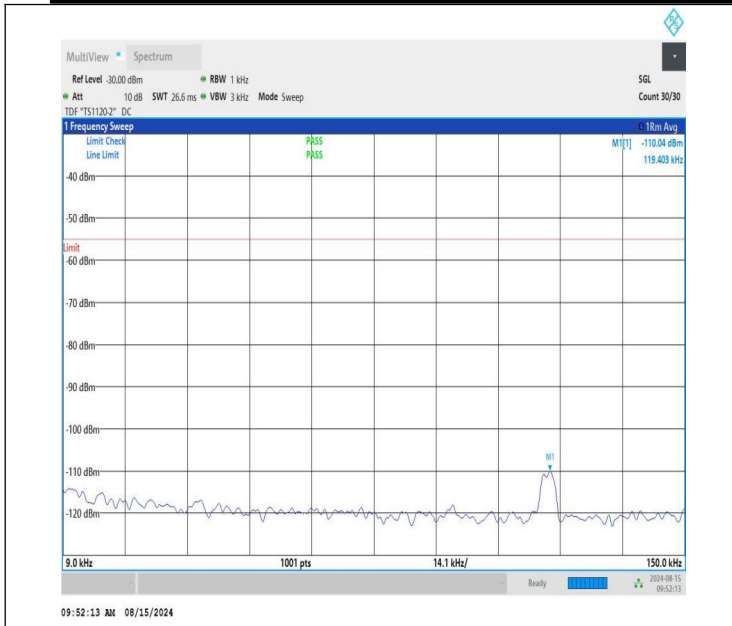 MultiView Spectrum
Ref Level -30.00 dBm RBW 1 kHz SGL
Att 10 dB SWT 26.6 ms VBW 3 kHz Mode Sweep Count 30/30
TDF "TS1120-2" DC
1 Frequency Sweep 1Rm Avg
Limit Check PASS M1[1] -110.04 dBm
Line Limit PASS 119.403 kHz
-40 dBm
-50 dBm
Limit
-60 dBm
-70 dBm
-80 dBm
-90 dBm
-100 dBm
M1
-110 dBm
-120 dBm
9.0 kHz 1001 pts 14.1 kHz/ 150.0 kHz
Ready 2024-08-15
09:52:13
09:52:13 AM 08/15/2024